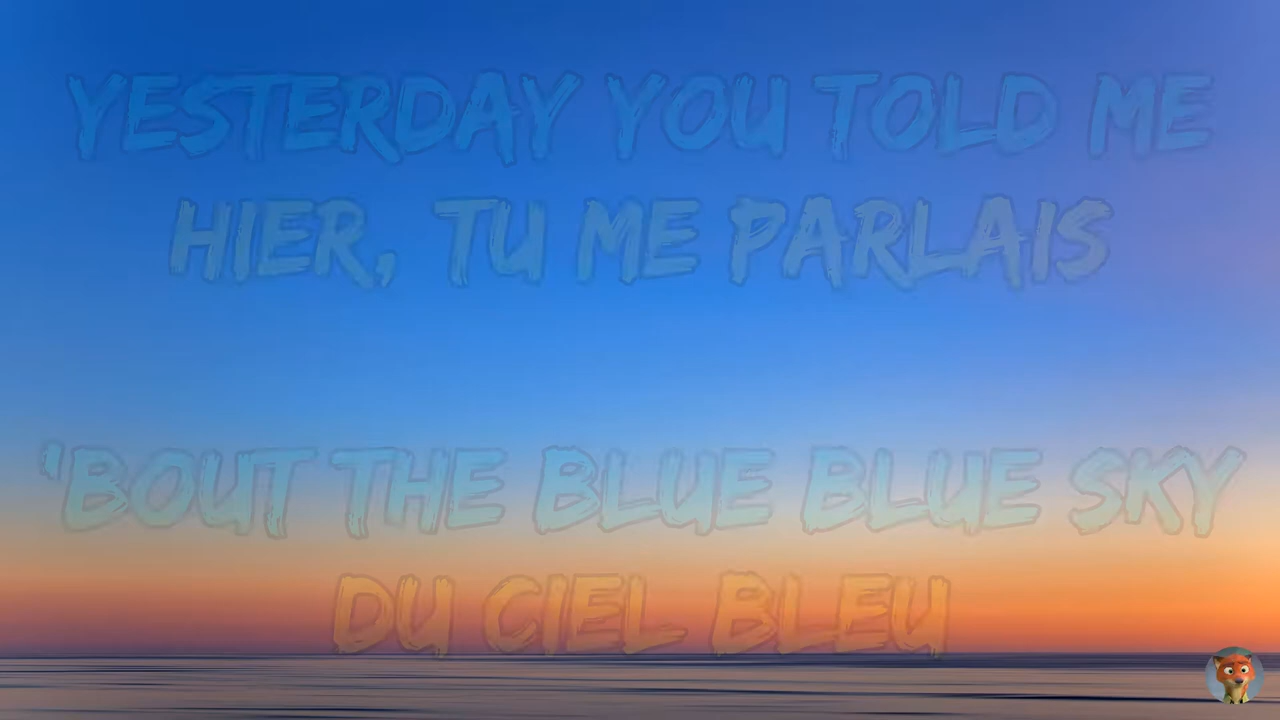 YESTERDAY YOU TOLD ME
HIER, TU ME PARLAIS
'BOUT THE BLUE BLUE SKY
DU CIEL BLEU